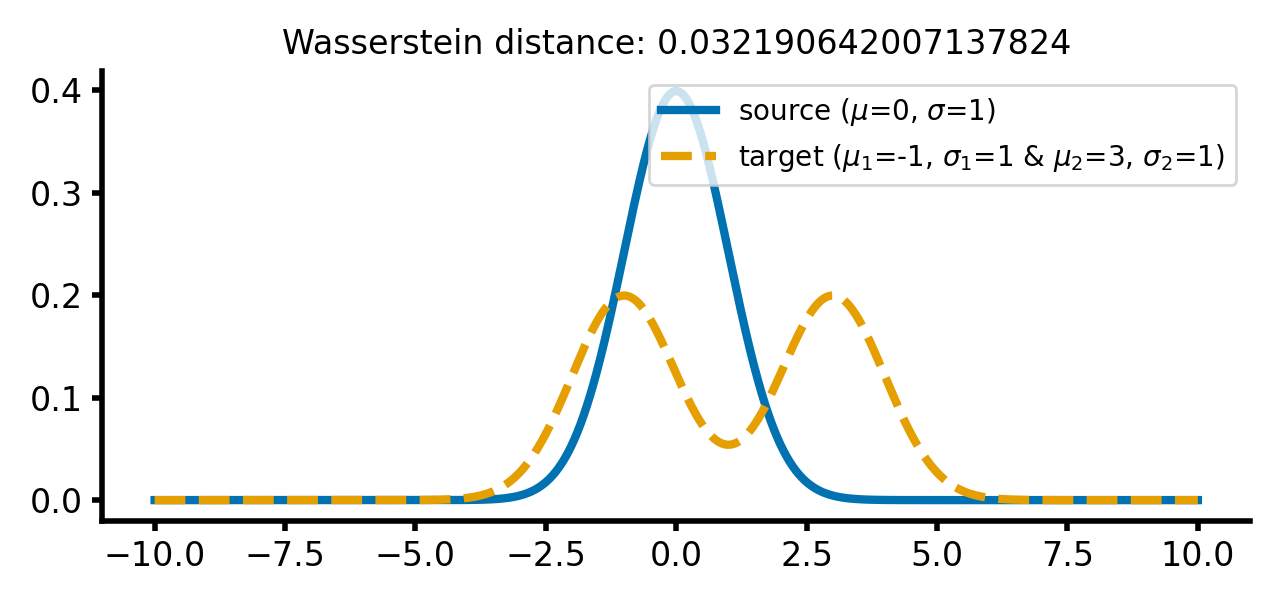 Wasserstein distance: 0.032190642007137824
0.4
0.3
0.2
0.1
0.0
source (μ=0, σ=1)
target (μ₁=-1, σ₁=1 & μ₂=3, σ₂=1)
−10.0 −7.5 −5.0 −2.5 0.0 2.5 5.0 7.5 10.0